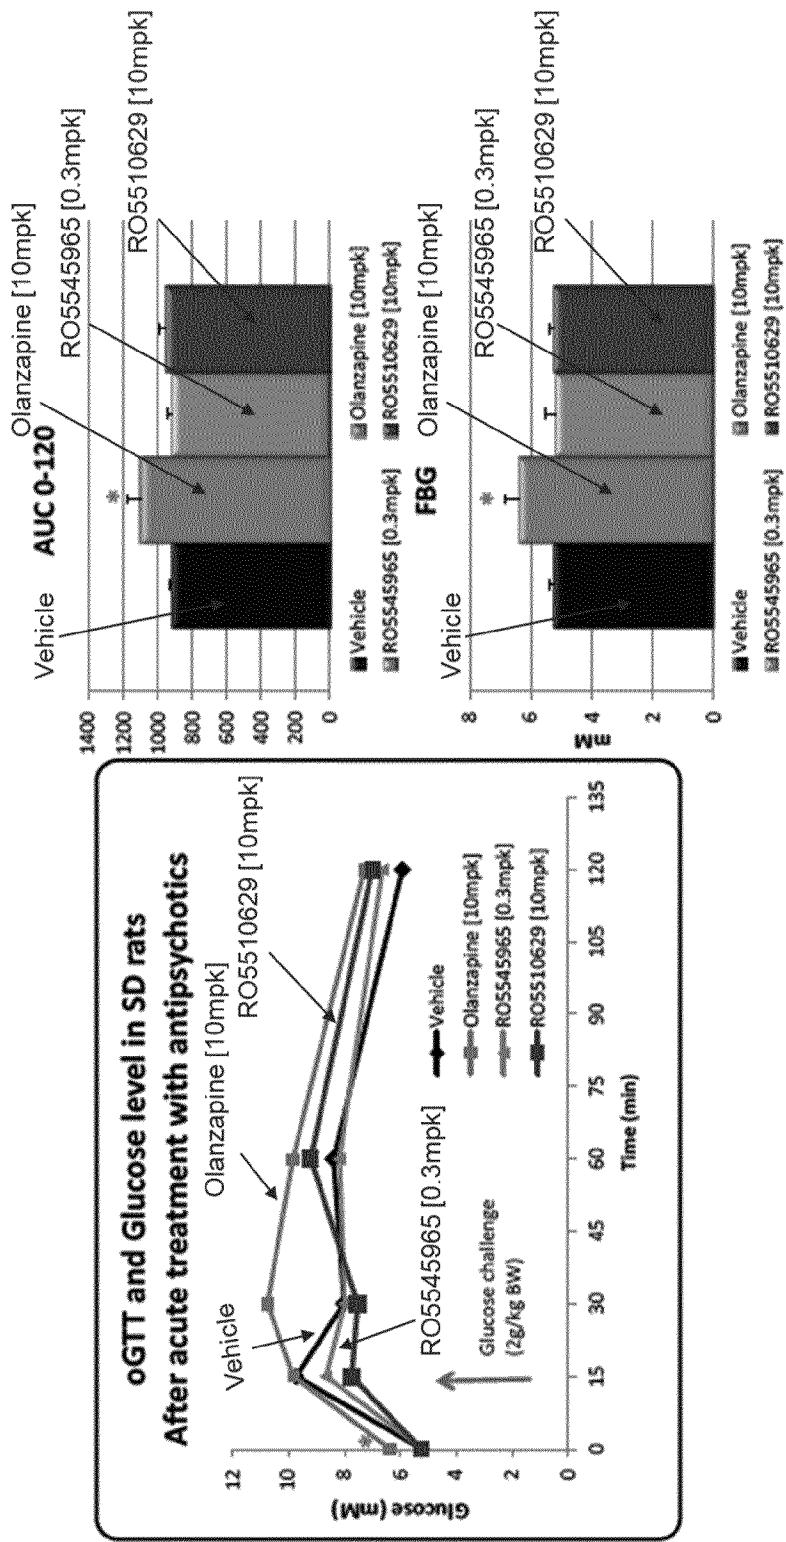 oGTT and Glucose level in SD rats
After acute treatment with antipsychotics
Glucose (mM)
12
10
8
6
4
2
0
*
Vehicle
Olanzapine [10mpk]
RO5510629 [10mpk]
RO5545965 [0.3mpk]
Glucose challenge
(2g/kg BW)
Vehicle
Olanzapine [10mpk]
RO5545965 [0.3mpk]
RO5510629 [10mpk]
0 15 30 45 60 75 90 105 120 135
Time (min)
AUC 0-120
Vehicle
Olanzapine [10mpk]
RO5545965 [0.3mpk]
RO5510629 [10mpk]
*
1400
1200
1000
800
600
400
200
0
Vehicle
Olanzapine [10mpk]
RO5545965 [0.3mpk]
RO5510629 [10mpk]
FBG
Vehicle
Olanzapine [10mpk]
RO5545965 [0.3mpk]
RO5510629 [10mpk]
*
mM
8
6
4
2
0
Vehicle
Olanzapine [10mpk]
RO5545965 [0.3mpk]
RO5510629 [10mpk]